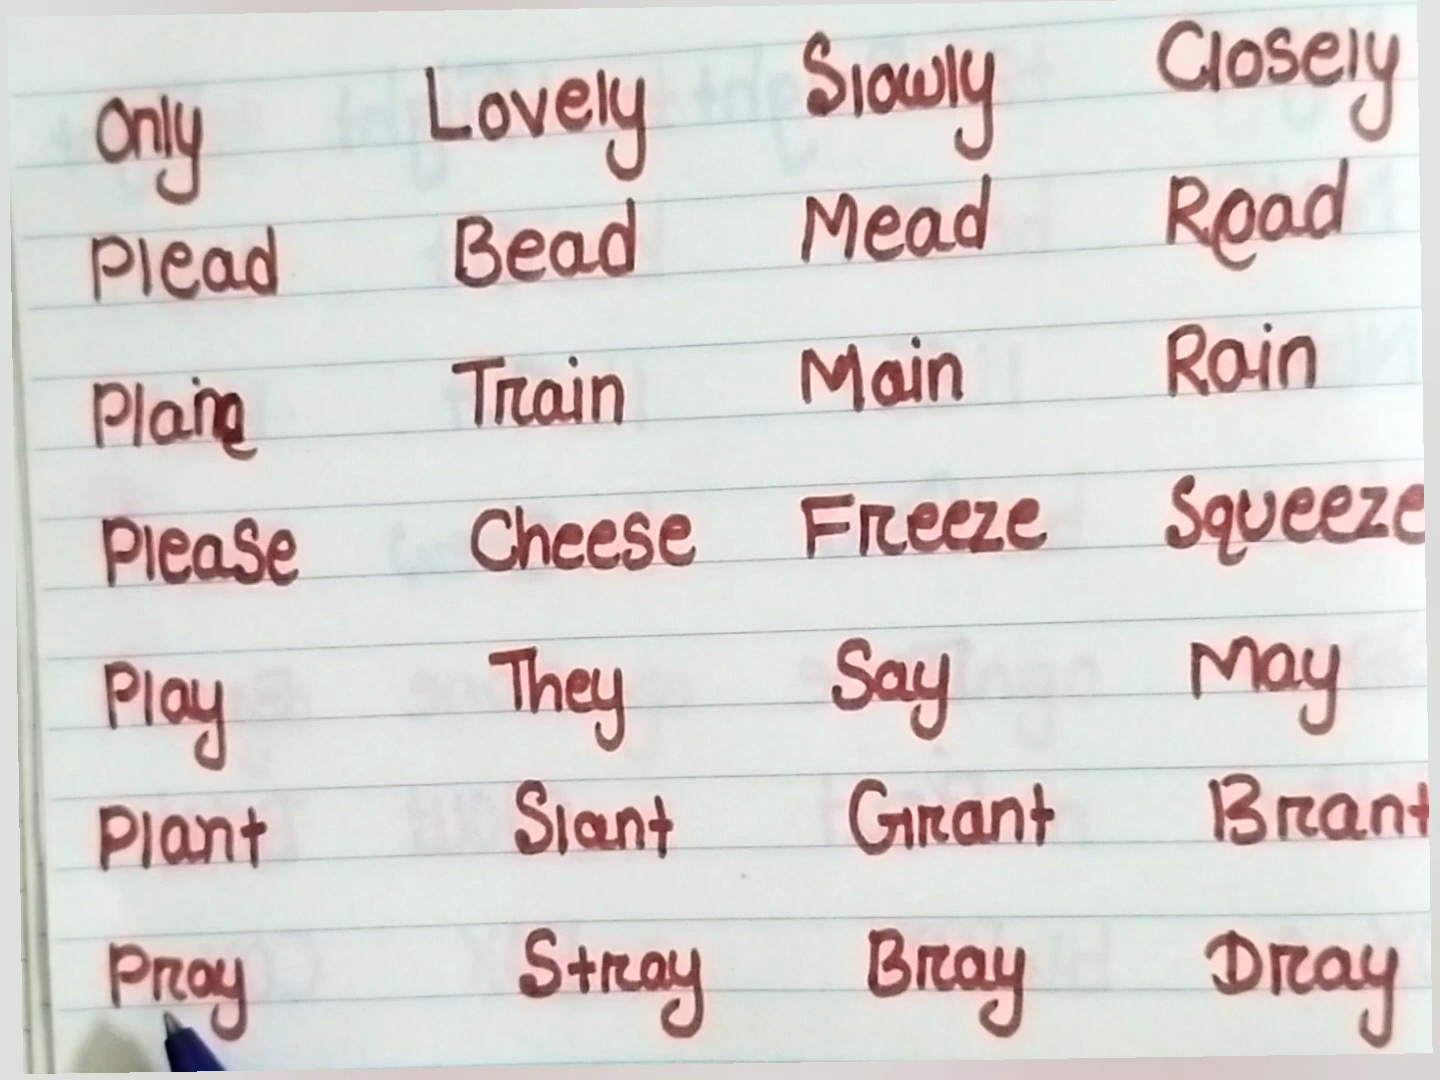 Only Lovely Slowly Closely
Plead Bead Mead Read
Plain Train Main Rain
Please Cheese Freeze Squeeze
Play They Say May
Plant Slant Grant Brant
Pray Stray Bray Dray